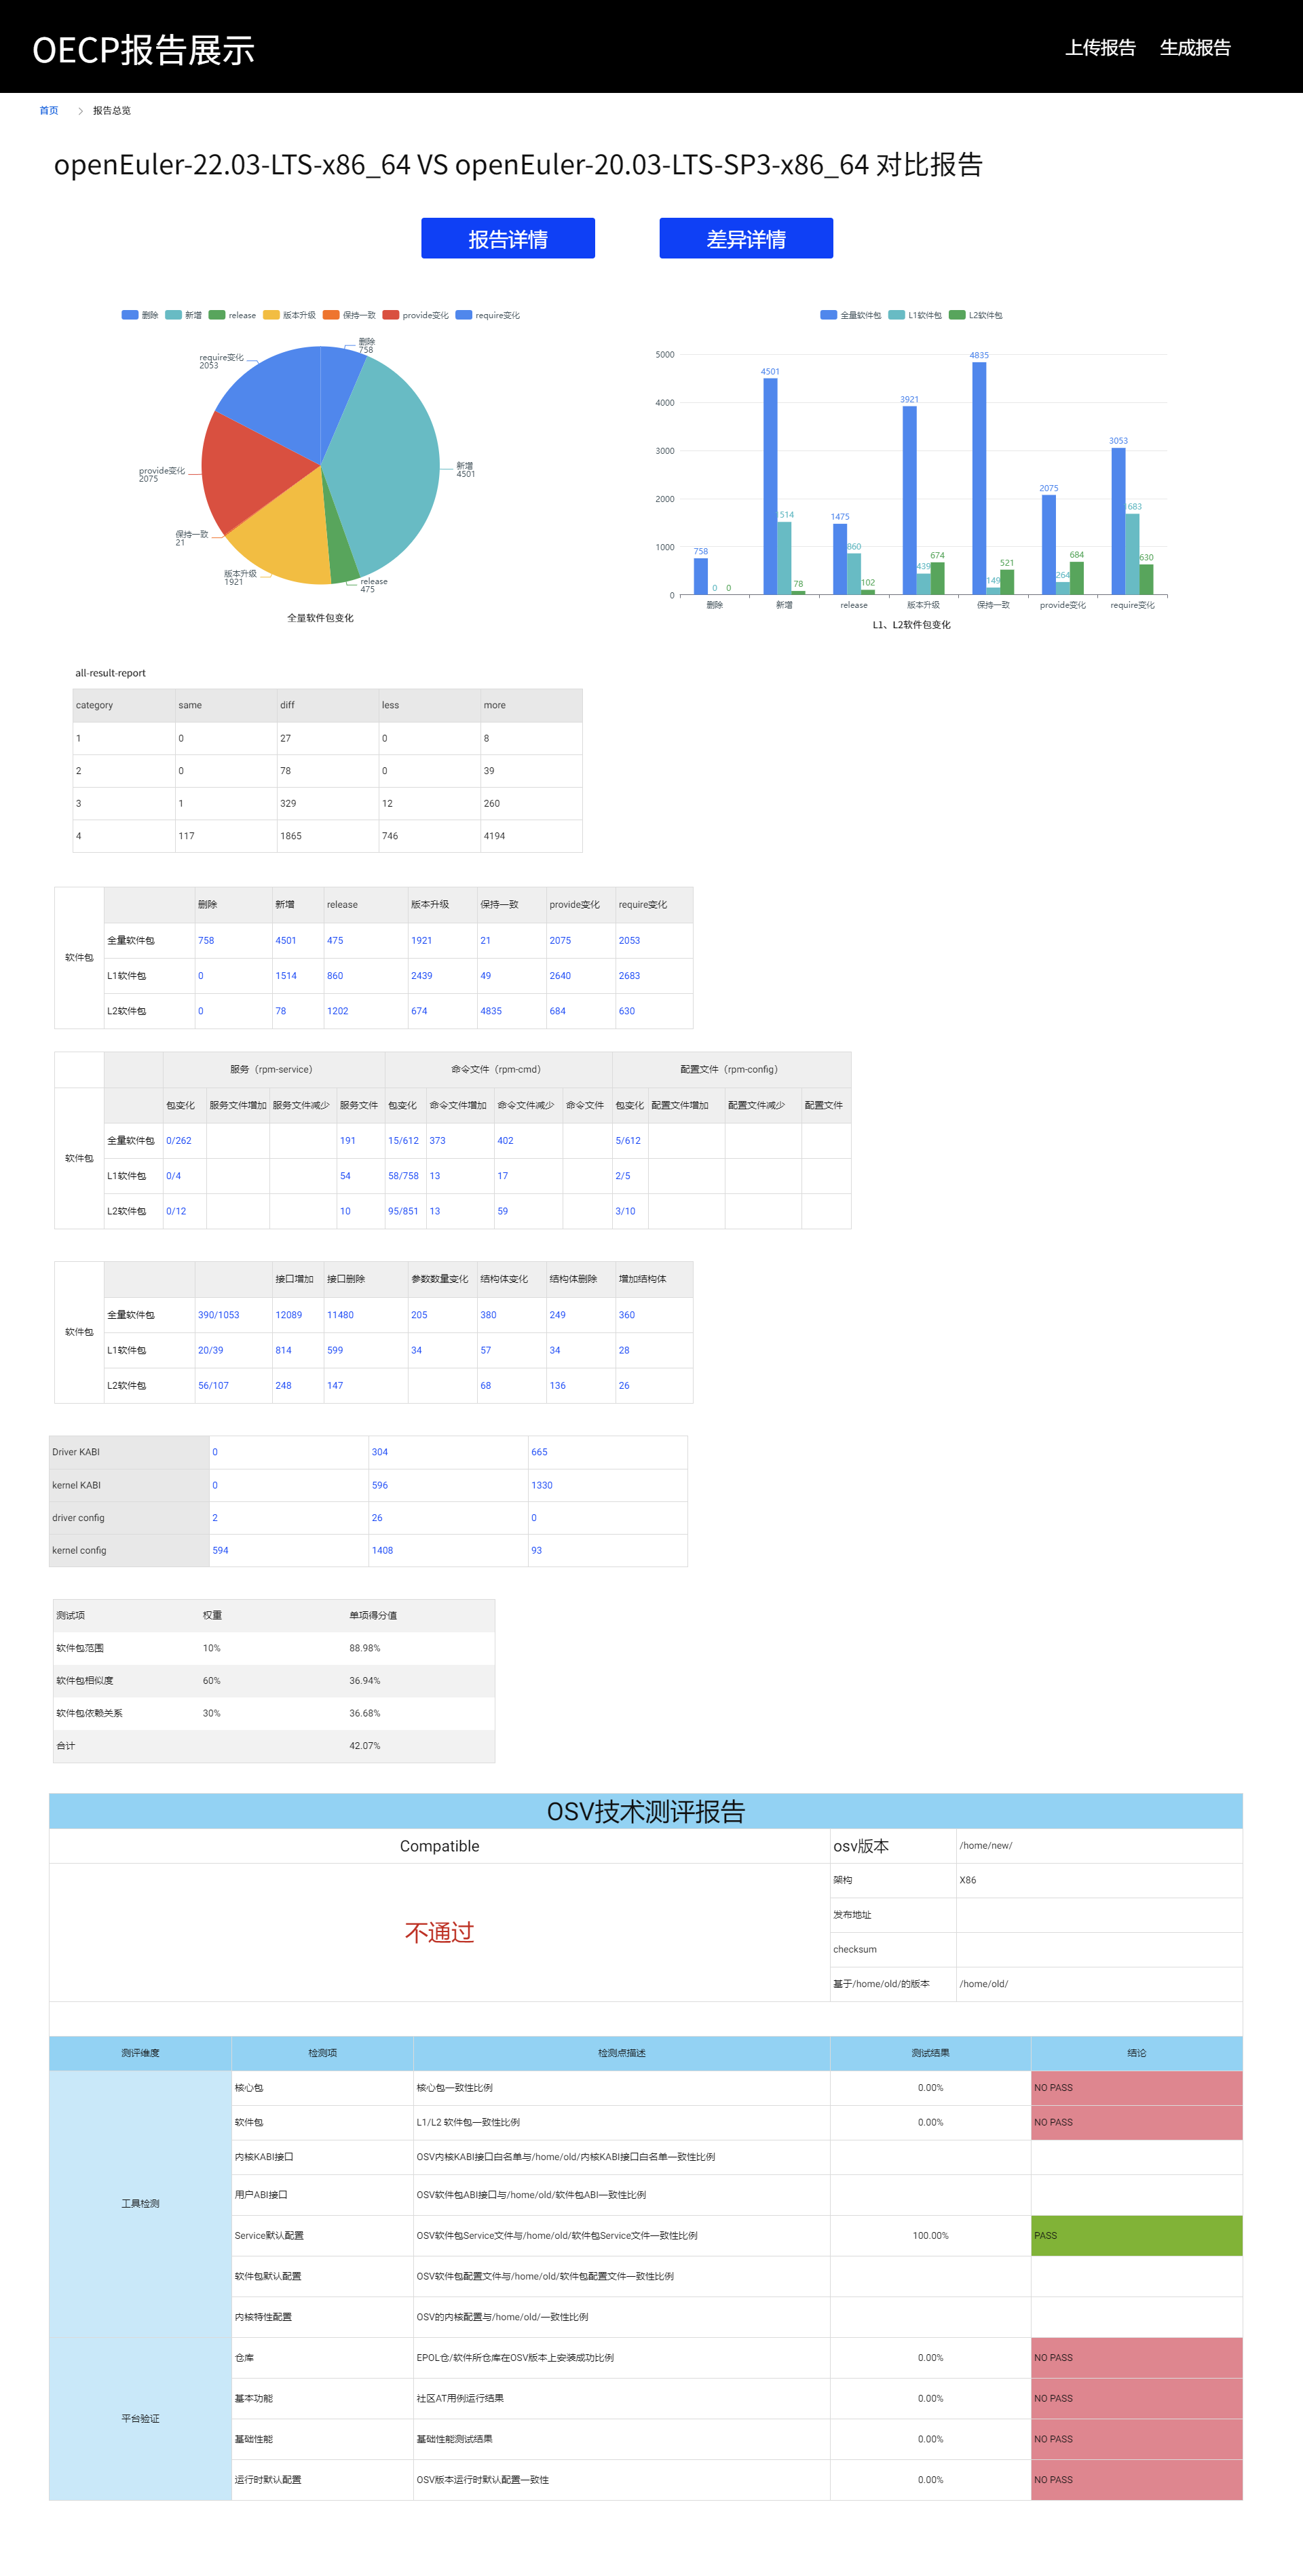 OECP报告展示
上传报告 生成报告
首页 > 报告总览
openEuler-22.03-LTS-x86_64 VS openEuler-20.03-LTS-SP3-x86_64 对比报告
报告详情 差异详情
删除 新增 release 版本升级 保持一致 provide变化 require变化
删除
758
require变化
2053
新增
4501
provide变化
2075
保持一致
21
版本升级
1921
release
475
全量软件包变化
全量软件包 L1软件包 L2软件包
5000
4000
3000
2000
1000
0
758 0 0
4501 1514 78
1475 860 102
3921 439 674
4835 149 521
2075 264 684
3053 683 630
删除 新增 release 版本升级 保持一致 provide变化 require变化
L1、L2软件包变化
all-result-report
category same diff less more
1 0 27 0 8
2 0 78 0 39
3 1 329 12 260
4 117 1865 746 4194
软件包
删除 新增 release 版本升级 保持一致 provide变化 require变化
全量软件包 758 4501 475 1921 21 2075 2053
L1软件包 0 1514 860 2439 49 2640 2683
L2软件包 0 78 1202 674 4835 684 630
服务（rpm-service） 命令文件（rpm-cmd） 配置文件（rpm-config）
软件包
包变化 服务文件增加 服务文件减少 服务文件 包变化 命令文件增加 命令文件减少 命令文件 包变化 配置文件增加 配置文件减少 配置文件
全量软件包 0/262 191 15/612 373 402 5/612
L1软件包 0/4 54 58/758 13 17 2/5
L2软件包 0/12 10 95/851 13 59 3/10
软件包
接口增加 接口删除 参数数量变化 结构体变化 结构体删除 增加结构体
全量软件包 390/1053 12089 11480 205 380 249 360
L1软件包 20/39 814 599 34 57 34 28
L2软件包 56/107 248 147 68 136 26
Driver KABI 0 304 665
kernel KABI 0 596 1330
driver config 2 26 0
kernel config 594 1408 93
测试项 权重 单项得分值
软件包范围 10% 88.98%
软件包相似度 60% 36.94%
软件包依赖关系 30% 36.68%
合计 42.07%
OSV技术测评报告
Compatible osv版本 /home/new/
不通过
架构 X86
发布地址
checksum
基于/home/old/的版本 /home/old/
测评维度 检测项 检测点描述 测试结果 结论
工具检测
核心包 核心包一致性比例 0.00% NO PASS
软件包 L1/L2 软件包一致性比例 0.00% NO PASS
内核KABI接口 OSV内核KABI接口白名单与/home/old/内核KABI接口白名单一致性比例
用户ABI接口 OSV软件包ABI接口与/home/old/软件包ABI一致性比例
Service默认配置 OSV软件包Service文件与/home/old/软件包Service文件一致性比例 100.00% PASS
软件包默认配置 OSV软件包配置文件与/home/old/软件包配置文件一致性比例
内核特性配置 OSV的内核配置与/home/old/一致性比例
平台验证
仓库 EPOL仓/软件所仓库在OSV版本上安装成功比例 0.00% NO PASS
基本功能 社区AT用例运行结果 0.00% NO PASS
基础性能 基础性能测试结果 0.00% NO PASS
运行时默认配置 OSV版本运行时默认配置一致性 0.00% NO PASS